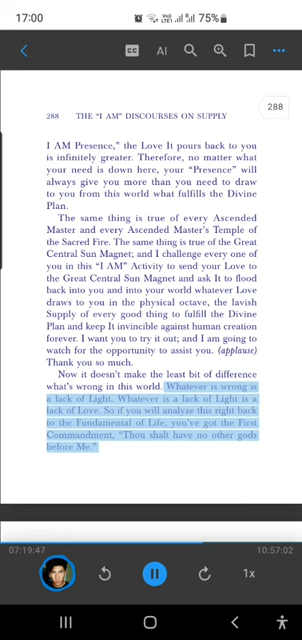 17:00
75%
CC
AI
288
288 THE “I AM” DISCOURSES ON SUPPLY
I AM Presence,” the Love It pours back to you
is infinitely greater. Therefore, no matter what
your need is down here, your “Presence” will
always give you more than you need to draw
to you from this world what fulfills the Divine
Plan.
The same thing is true of every Ascended
Master and every Ascended Master’s Temple of
the Sacred Fire. The same thing is true of the Great
Central Sun Magnet; and I challenge every one of
you in this “I AM” Activity to send your Love to
the Great Central Sun Magnet and ask It to flood
back into you and into your world whatever Love
draws to you in the physical octave, the lavish
Supply of every good thing to fulfill the Divine
Plan and keep It invincible against human creation
forever. I want you to try it out; and I am going to
watch for the opportunity to assist you. (applause)
Thank you so much.
Now it doesn’t make the least bit of difference
what’s wrong in this world. Whatever is wrong is
a lack of Light. Whatever is a lack of Light is a
lack of Love. So if you will analyze this right back
to the Fundamental of Life, you’ve got the First
Commandment, “Thou shalt have no other gods
before Me.”
07:19:47
10:57:02
1x